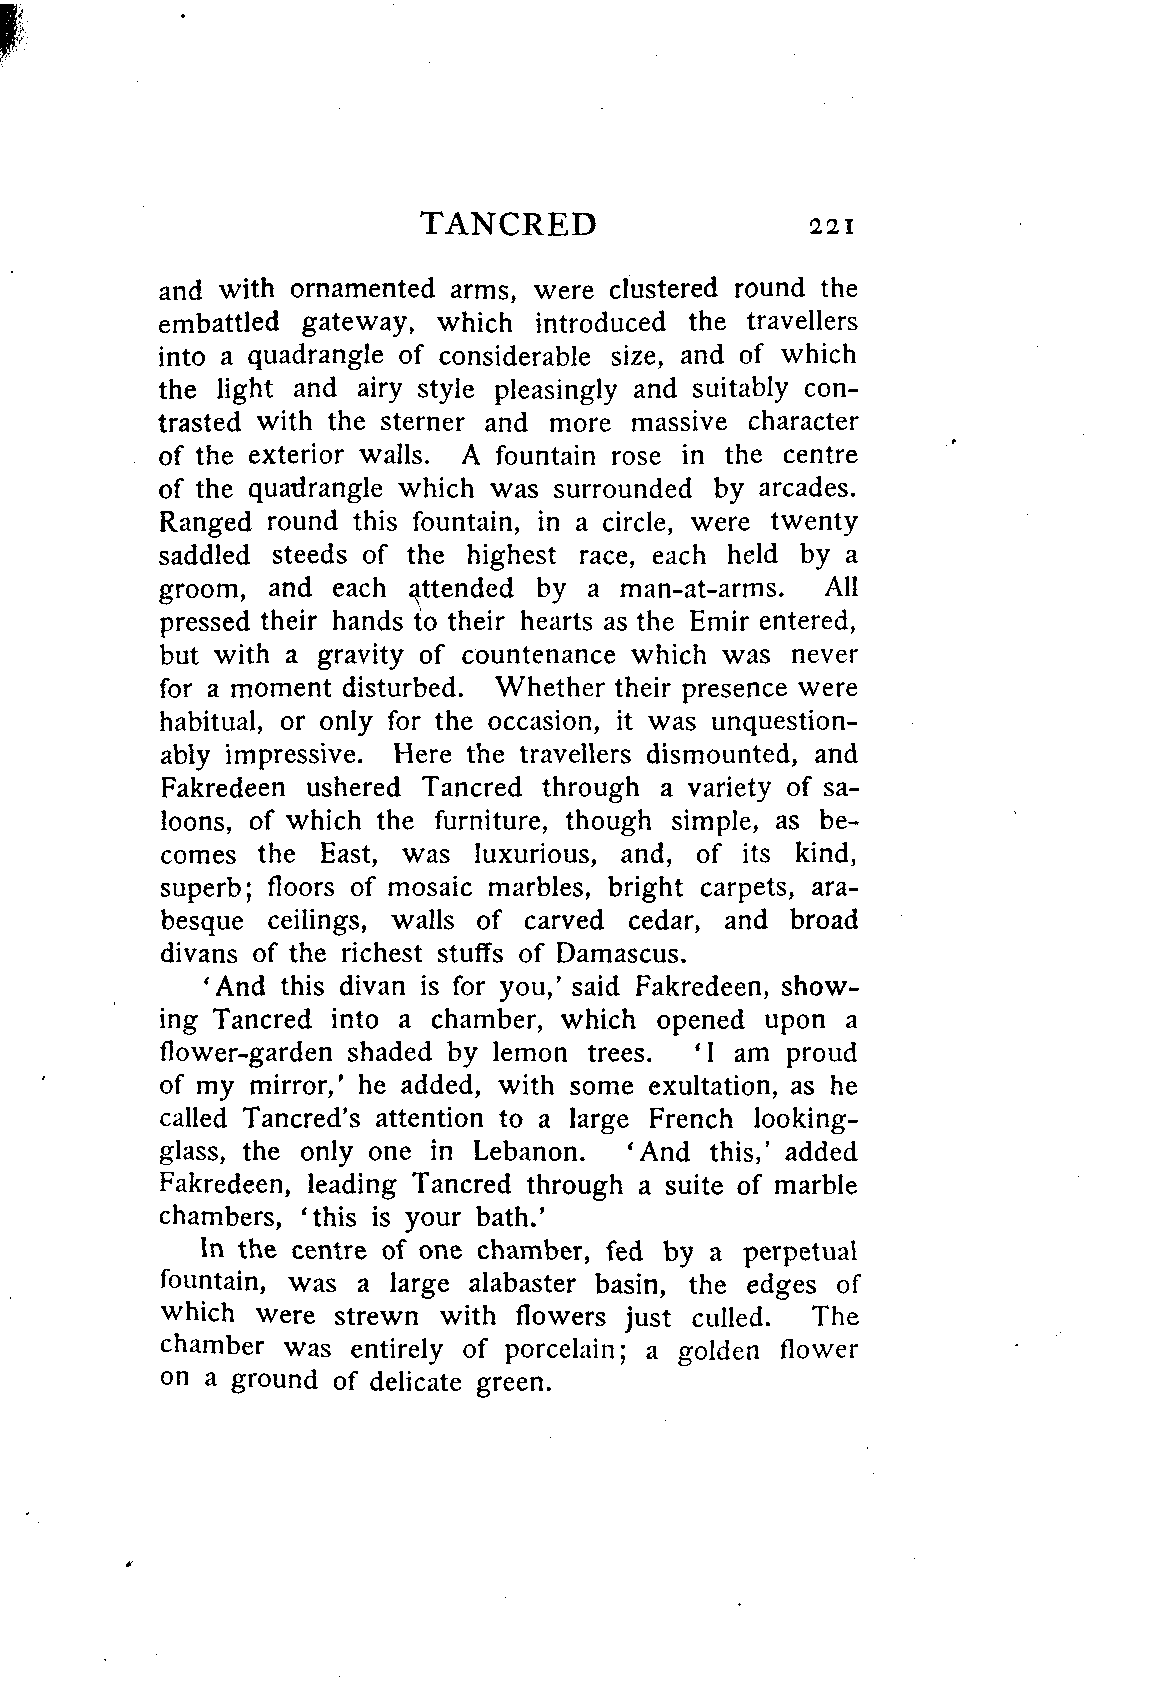 TANCRED 221
and with ornamented arms, were clustered round the
embattled gateway, which introduced the travellers
into a quadrangle of considerable size, and of which
the light and airy style pleasingly and suitably con-
trasted with the sterner and more massive character
of the exterior walls. A fountain rose in the centre
of the quadrangle which was surrounded by arcades.
Ranged round this fountain, in a circle, were twenty
saddled steeds of the highest race, each held by a
groom, and each attended by a man-at-arms. All
pressed their hands to their hearts as the Emir entered,
but with a gravity of countenance which was never
for a moment disturbed. Whether their presence were
habitual, or only for the occasion, it was unquestion-
ably impressive. Here the travellers dismounted, and
Fakredeen ushered Tancred through a variety of sa-
loons, of which the furniture, though simple, as be-
comes the East, was luxurious, and, of its kind,
superb; floors of mosaic marbles, bright carpets, ara-
besque ceilings, walls of carved cedar, and broad
divans of the richest stuffs of Damascus.
'And this divan is for you,' said Fakredeen, show-
ing Tancred into a chamber, which opened upon a
flower-garden shaded by lemon trees. 'I am proud
of my mirror,' he added, with some exultation, as he
called Tancred's attention to a large French looking-
glass, the only one in Lebanon. 'And this,' added
Fakredeen, leading Tancred through a suite of marble
chambers, 'this is your bath.'
In the centre of one chamber, fed by a perpetual
fountain, was a large alabaster basin, the edges of
which were strewn with flowers just culled. The
chamber was entirely of porcelain; a golden flower
on a ground of delicate green.